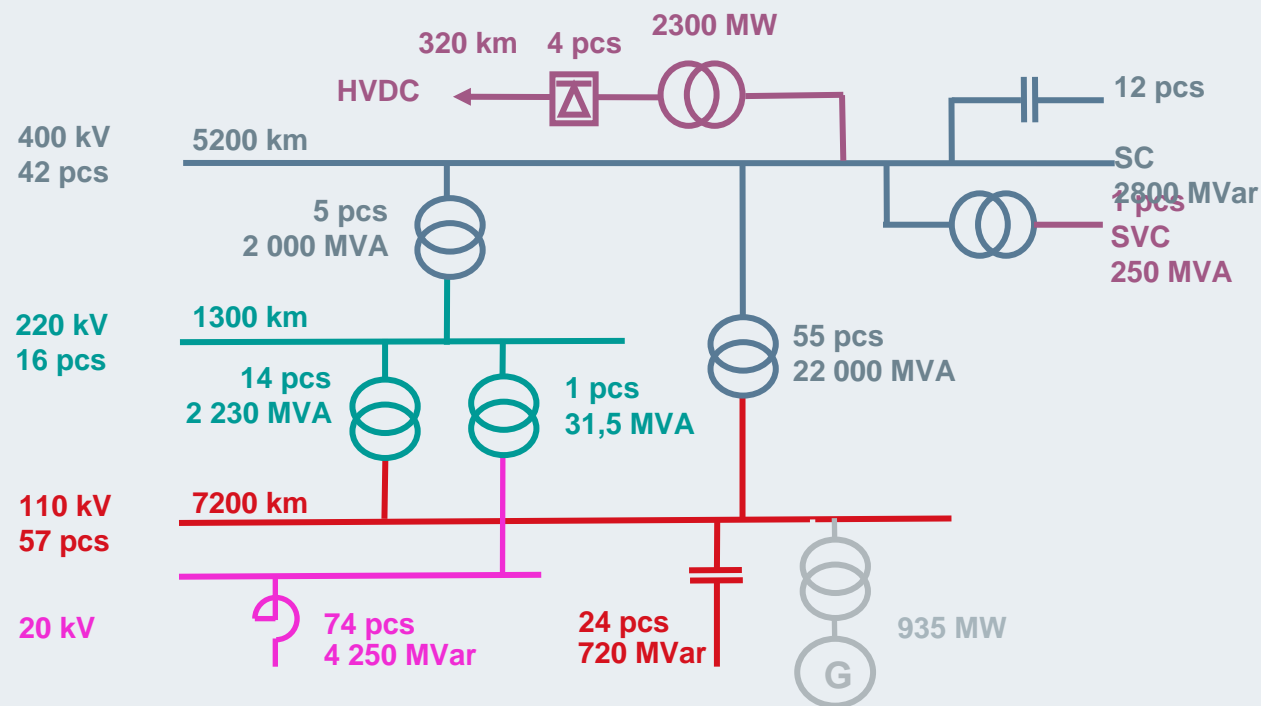 2300 MW
320 km
4 pcs
HVDC
12 pcs
400 kV
42 pcs
5200 km
SC
2800 MVar
1 pcs
SVC
250 MVA
5 pcs
2 000 MVA
220 kV
16 pcs
1300 km
55 pcs
22 000 MVA
14 pcs
2 230 MVA
1 pcs
31,5 MVA
110 kV
57 pcs
7200 km
20 kV
74 pcs
4 250 MVar
24 pcs
720 MVar
935 MW
G